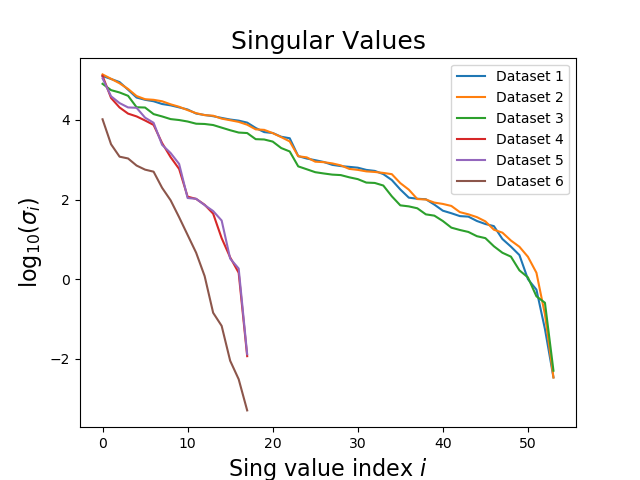 Singular Values
Dataset 1
Dataset 2
Dataset 3
Dataset 4
Dataset 5
Dataset 6
log₁₀(σᵢ)
4
2
0
−2
0 10 20 30 40 50
Sing value index i